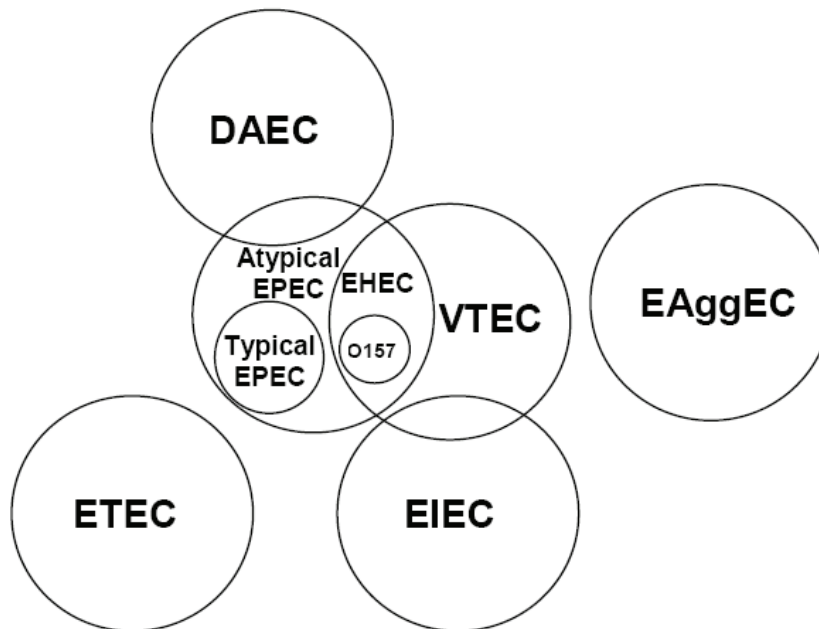 DAEC
Atypical
EPEC
EHEC
VTEC
EAggEC
Typical
EPEC
O157
ETEC
EIEC